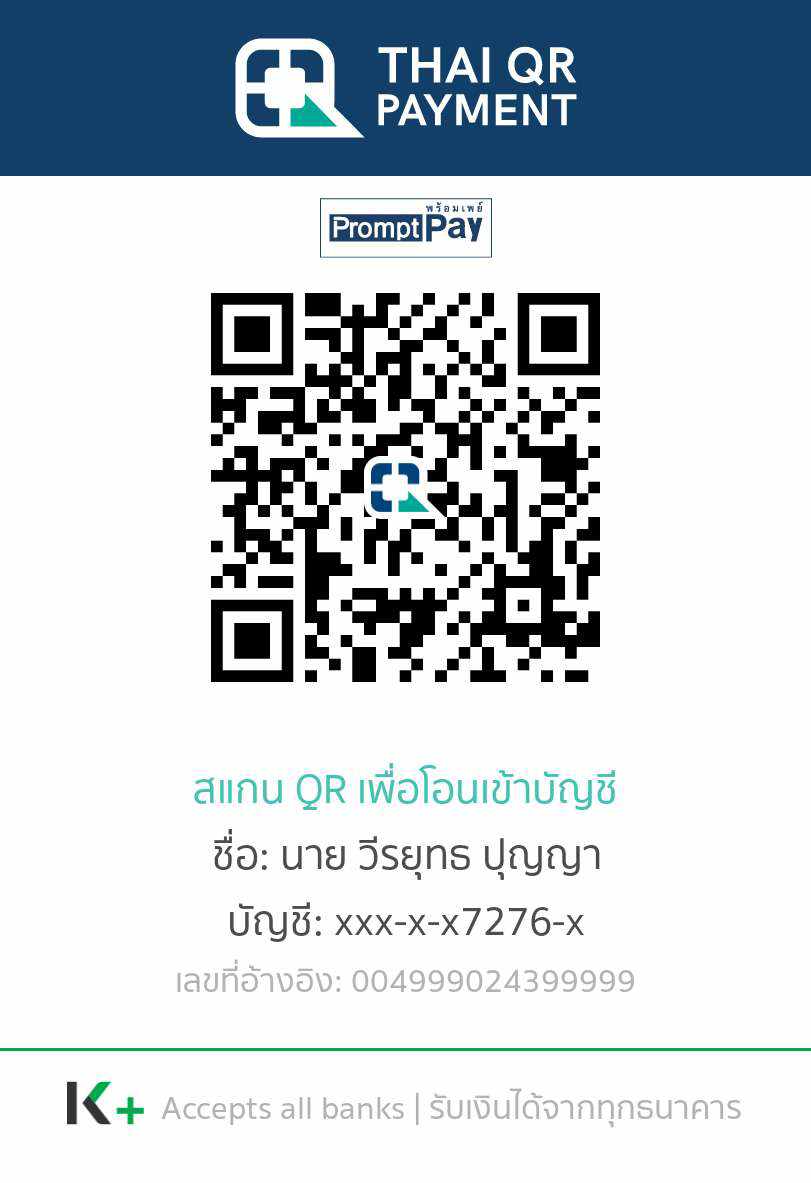 THAI QR
PAYMENT
พร้อมเพย์
PromptPay
สแกน QR เพื่อโอนเข้าบัญชี
ชื่อ: นาย วีรยุทธ ปุญญา
บัญชี: xxx-x-x7276-x
เลขที่อ้างอิง: 004999024399999
K+ Accepts all banks | รับเงินได้จากทุกธนาคาร